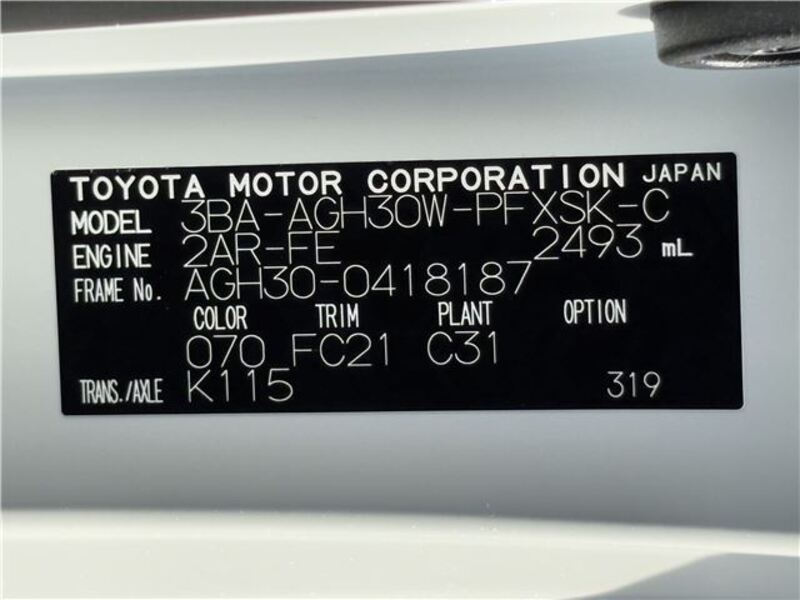 TOYOTA MOTOR CORPORATION JAPAN
MODEL 3BA-AGH30W-PFXSK-C
ENGINE 2AR-FE 2493 mL
FRAME No. AGH30-0418187
COLOR TRIM PLANT OPTION
070 FC21 C31
TRANS./AXLE K115 319